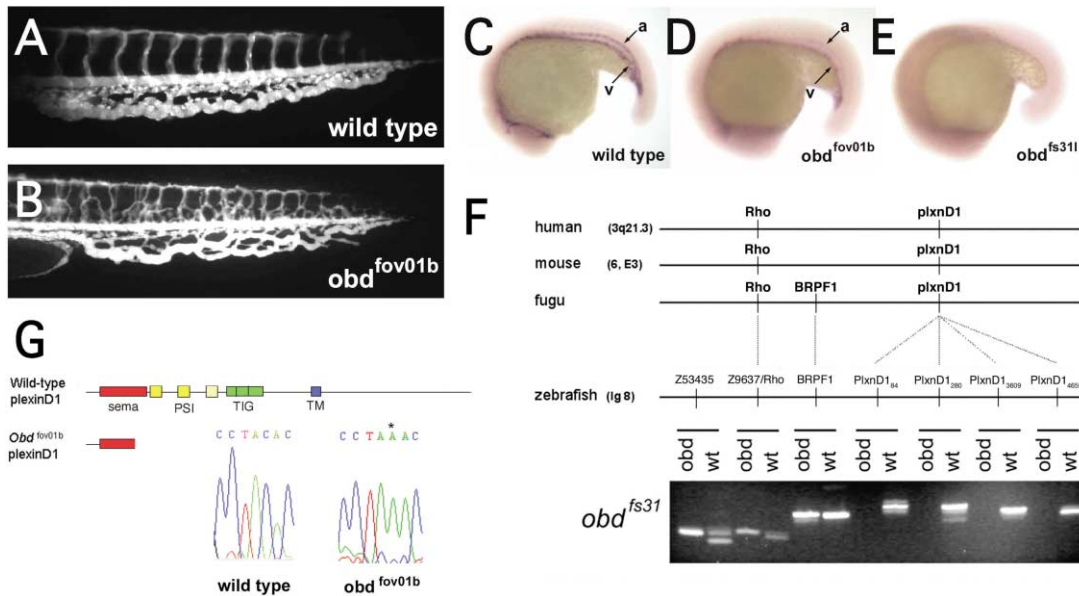 A
wild type
B
obd fov01b
C
a
v
wild type
D
a
v
obd fov01b
E
obd fs31l
F
Rho plxnD1
human (3q21.3)
Rho plxnD1
mouse (6, E3)
Rho BRPF1 plxnD1
fugu
Z53435 Z9637/Rho BRPF1 PlxnD1 84 PlxnD1 260 PlxnD1 3609 PlxnD1 465
zebrafish (lg 8)
obd wt obd wt obd wt obd wt obd wt obd wt obd wt
obd fs31
G
Wild-type
plexinD1
sema PSI TIG TM
Obd fov01b
plexinD1
*
C C T A C A C C C T A A A C
wild type obd fov01b